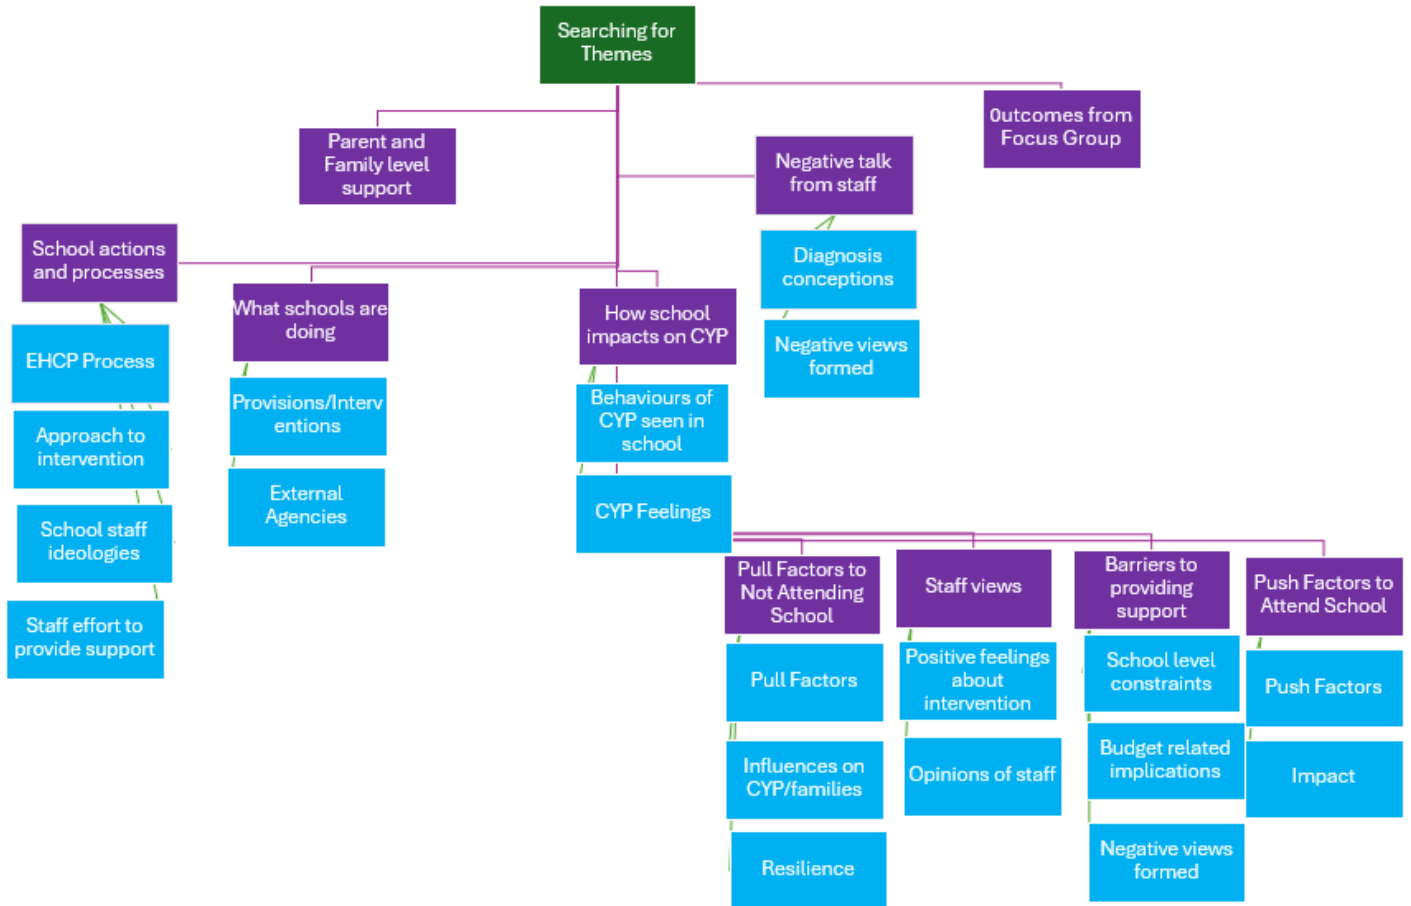 Searching for
Themes
Parent and
Family level
support
Negative talk
from staff
0utcomes from
Focus Group
School actions
and processes
EHCP Process
Approach to
intervention
School staff
ideologies
Staff effort to
provide support
What schools are
doing
Provisions/Interv
entions
External
Agencies
How school
impacts on CYP
Behaviours of
CYP seen in
school
CYP Feelings
Diagnosis
conceptions
Negative views
formed
Pull Factors to
Not Attending
School
Pull Factors
Influences on
CYP/families
Resilience
Staff views
Positive feelings
about
intervention
Opinions of staff
Barriers to
providing
support
School level
constraints
Budget related
implications
Negative views
formed
Push Factors to
Attend School
Push Factors
Impact